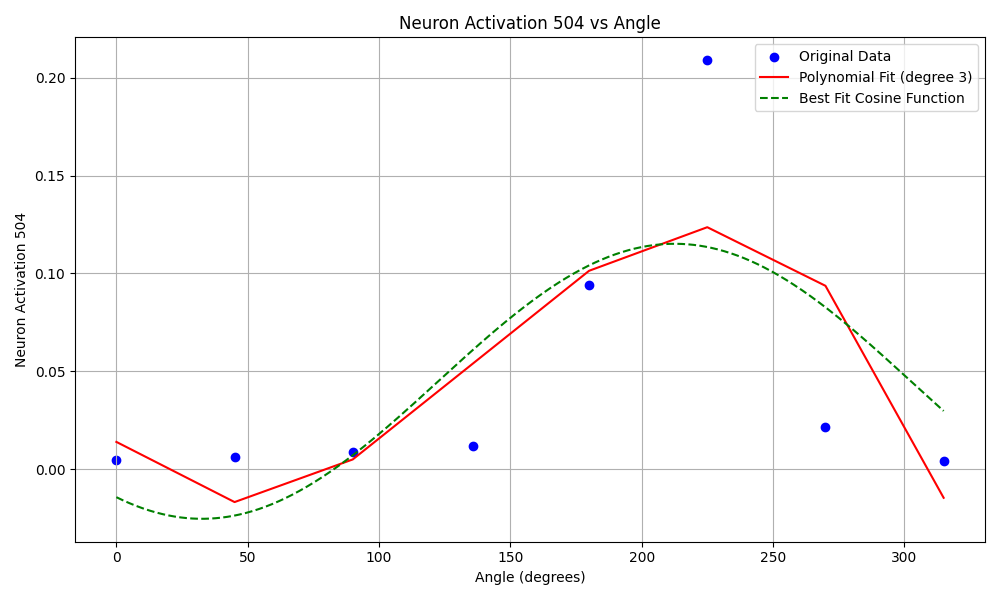 Neuron Activation 504 vs Angle
Original Data
Polynomial Fit (degree 3)
Best Fit Cosine Function
Neuron Activation 504
0.20
0.15
0.10
0.05
0.00
0
50
100
150
200
250
300
Angle (degrees)